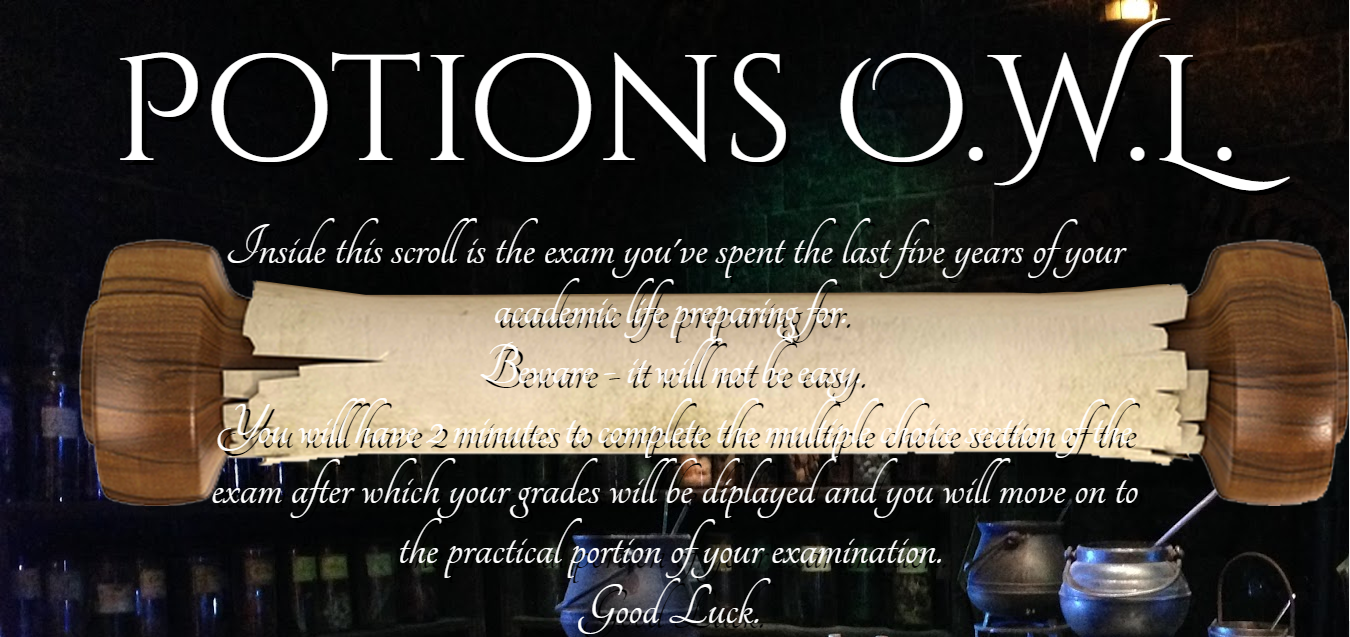 POTIONS O.W.L.
Inside this scroll is the exam you've spent the last five years of your
academic life preparing for.
Beware - it will not be easy.
You will have 2 minutes to complete the multiple choice section of the
exam after which your grades will be diplayed and you will move on to
the practical portion of your examination.
Good Luck.